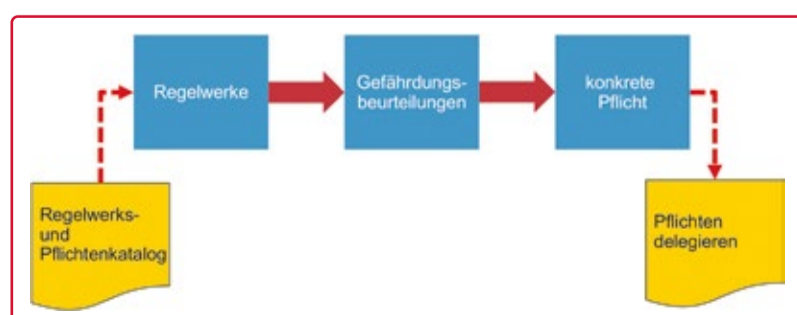 Regelwerke
Gefährdungs-
beurteilungen
konkrete
Pflicht
Regelwerks-
und
Pflichtenkatalog
Pflichten
delegieren